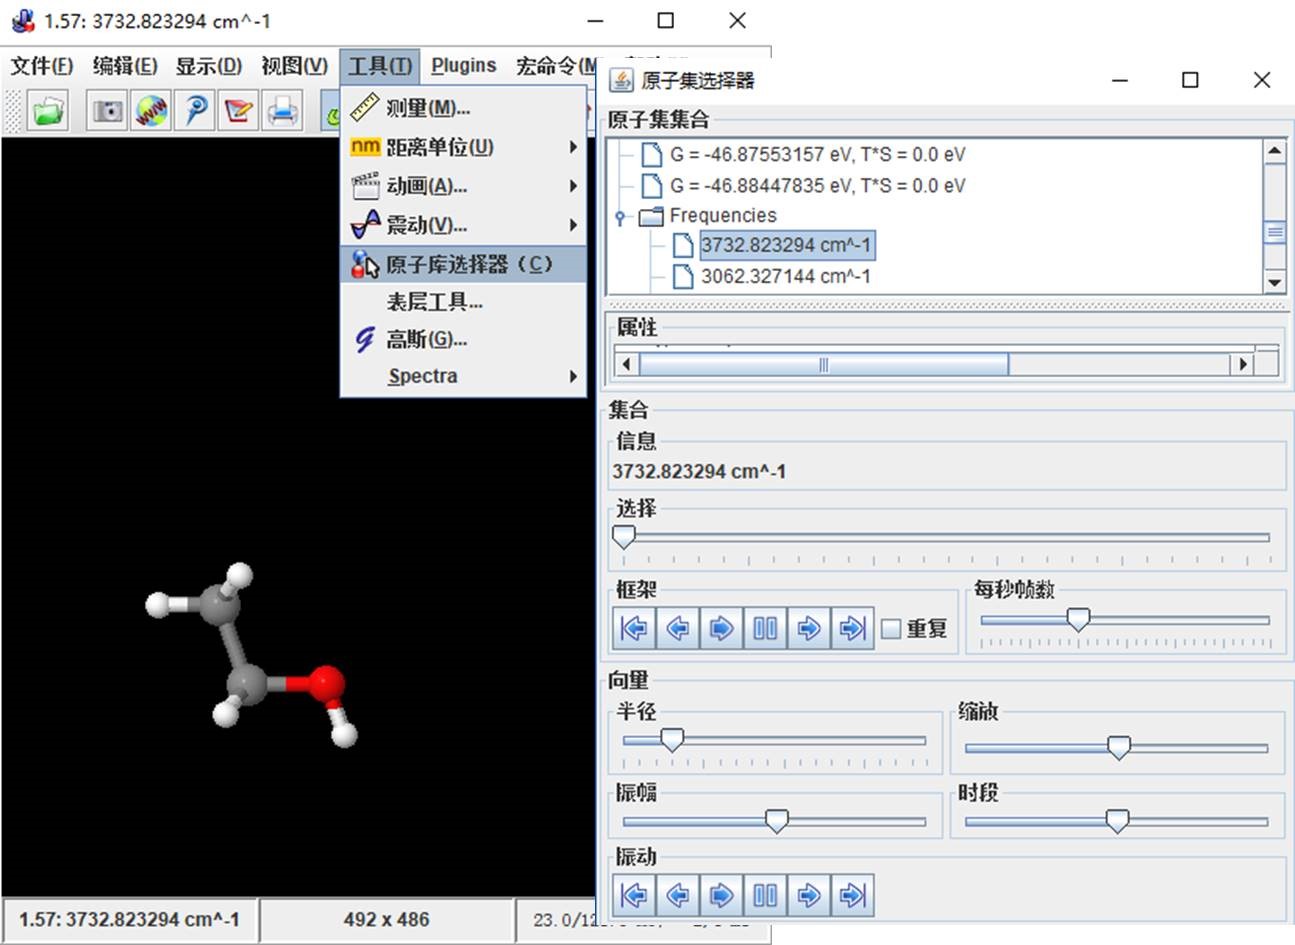 1.57: 3732.823294 cm^-1
文件(F) 编辑(E) 显示(D) 视图(V) 工具(T) Plugins 宏命令(M
测量(M)...
nm 距离单位(U)
动画(A)...
震动(V)...
原子库选择器（C）
表层工具...
高斯(G)...
Spectra
1.57: 3732.823294 cm^-1
492 x 486
原子集选择器
原子集集合
G = -46.87553157 eV, T*S = 0.0 eV
G = -46.88447835 eV, T*S = 0.0 eV
Frequencies
3732.823294 cm^-1
3062.327144 cm^-1
属性
集合
信息
3732.823294 cm^-1
选择
框架
重复
每秒帧数
向量
半径
缩放
振幅
时段
振动